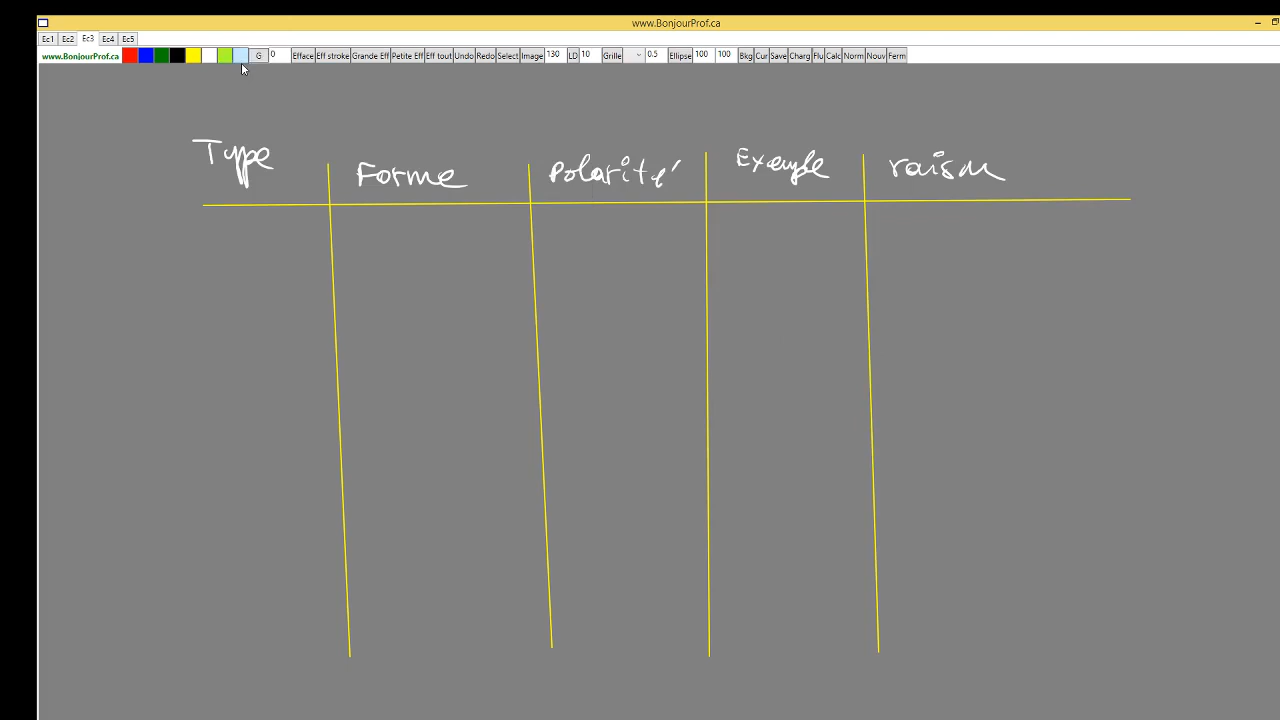 www.BonjourProf.ca
Ec1 Ec2 Ec3 Ec4 Ec5
www.BonjourProf.ca G 0 Efface Eff stroke Grande Eff Petite Eff Eff tout Undo Redo Select Image 130 LD 10 Grille 0.5 Ellipse 100 100 Bkg Cur Save Charg Flu Calc Norm Nouv Ferm
Type Forme Polarité Exemple raison